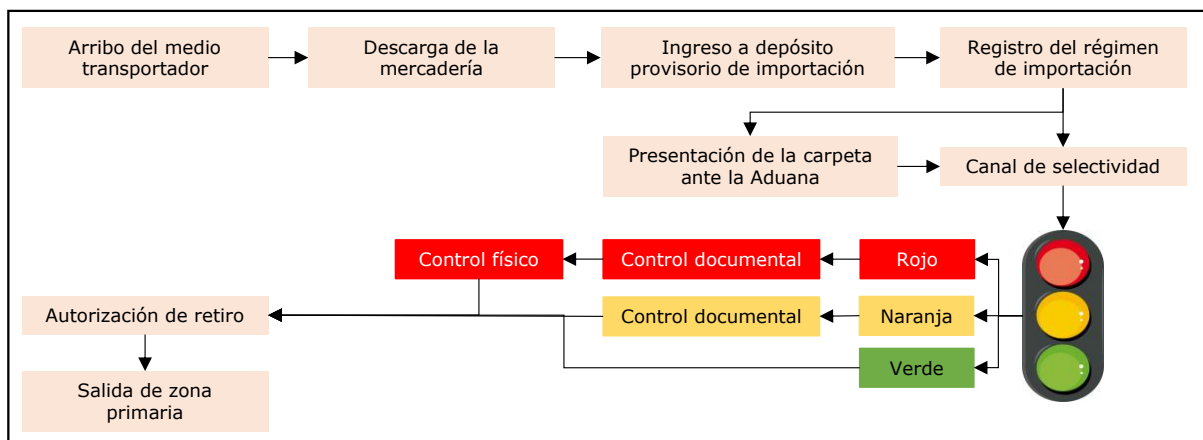 Arribo del medio
transportador
Descarga de la
mercadería
Ingreso a depósito
provisorio de importación
Registro del régimen
de importación
Presentación de la carpeta
ante la Aduana
Canal de selectividad
Control físico
Control documental
Rojo
Autorización de retiro
Control documental
Naranja
Verde
Salida de zona
primaria